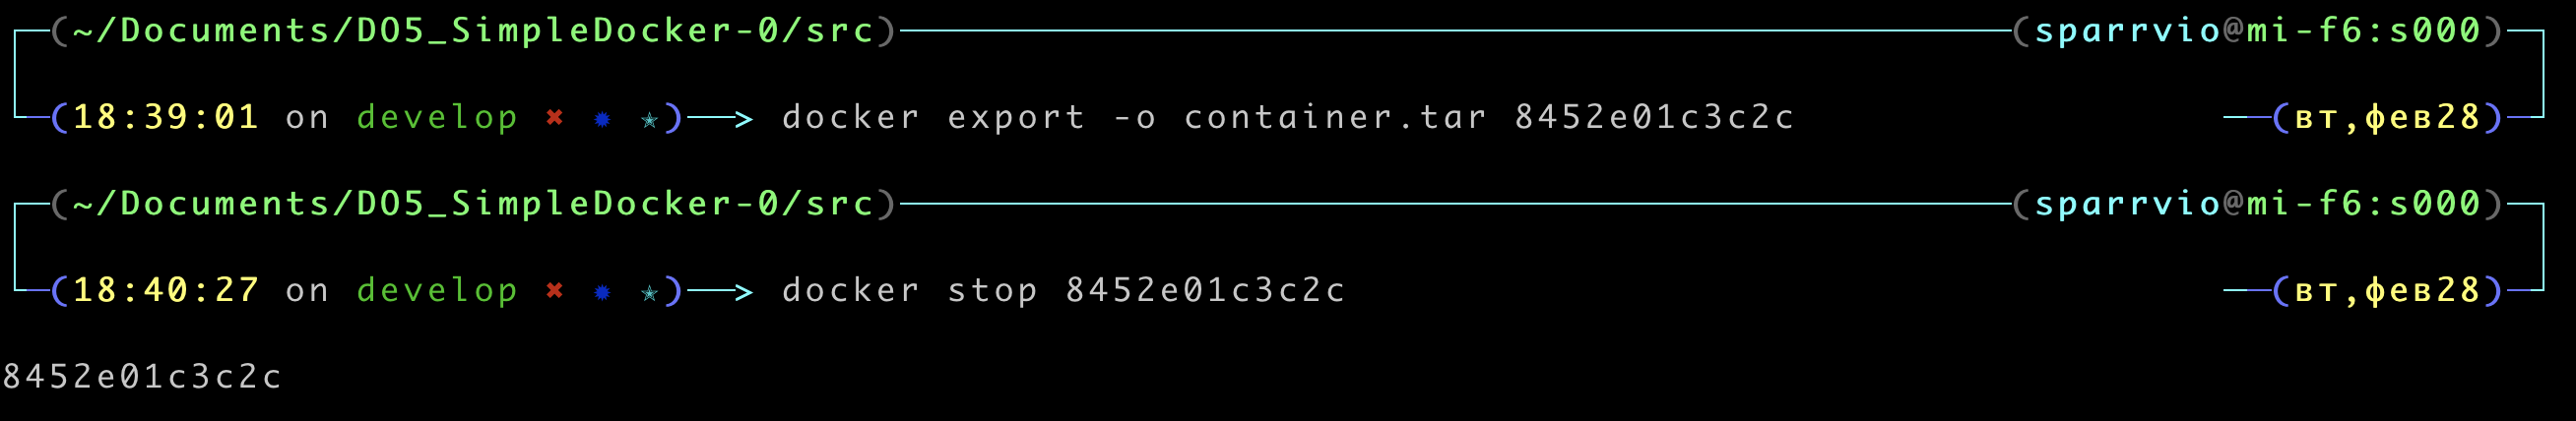 (~/Documents/DO5_SimpleDocker-0/src) (sparrvio@mi-f6:s000)
(18:39:01 on develop ✖ ✹ ✭)—> docker export -o container.tar 8452e01c3c2c (вт,фев28)
(~/Documents/DO5_SimpleDocker-0/src) (sparrvio@mi-f6:s000)
(18:40:27 on develop ✖ ✹ ✭)—> docker stop 8452e01c3c2c (вт,фев28)
8452e01c3c2c